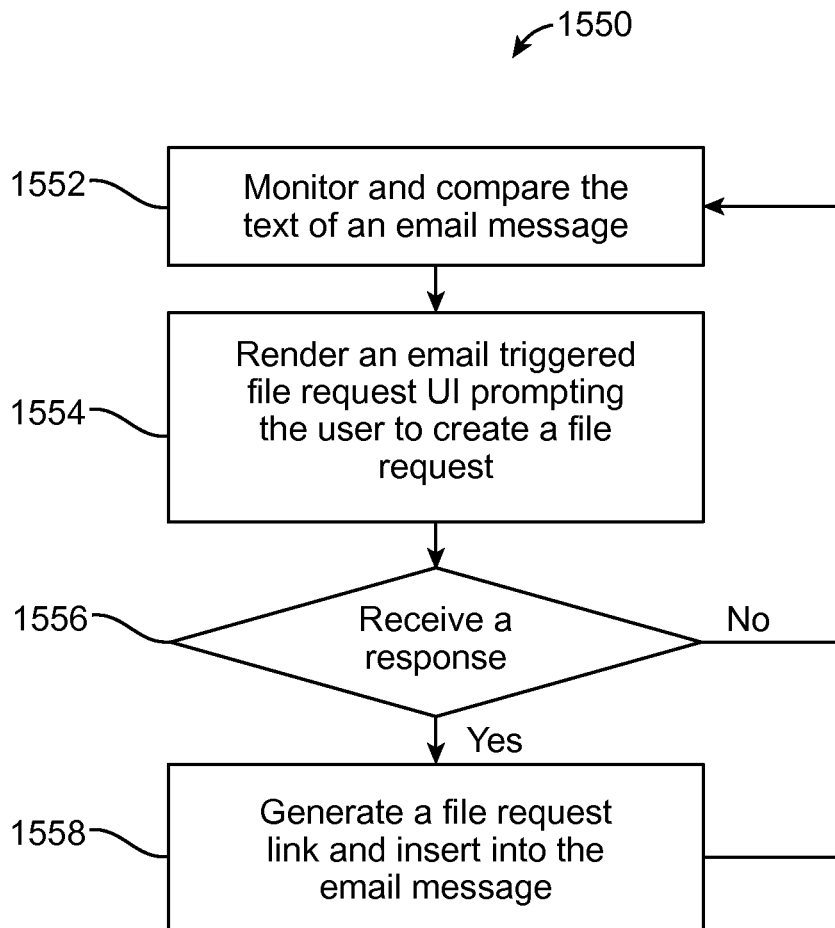 1550
1552
Monitor and compare the
text of an email message
1554
Render an email triggered
file request UI prompting
the user to create a file
request
1556
Receive a
response
No
Yes
1558
Generate a file request
link and insert into the
email message